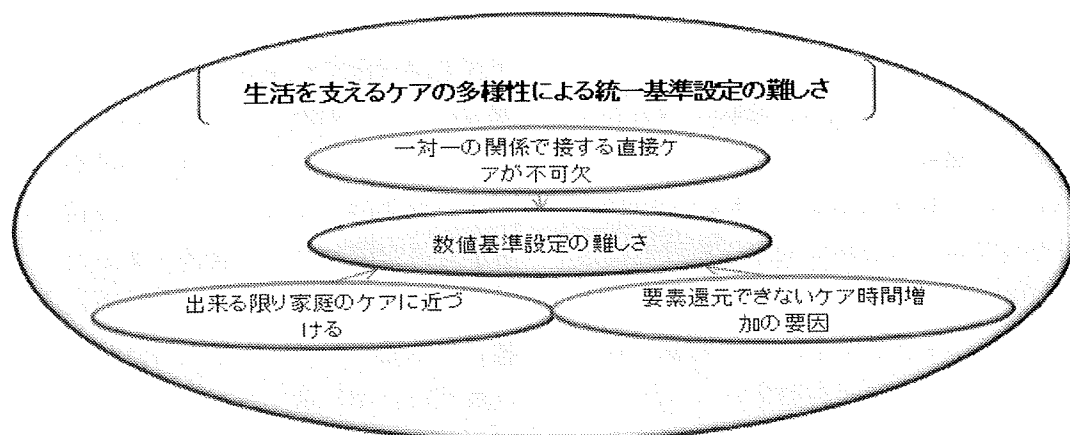 生活を支えるケアの多様性による統一基準設定の難しさ
一対一の関係で接する直接ケ
アが不可欠
数値基準設定の難しさ
出来る限り家庭のケアに近づ
ける
要素還元できないケア時間増
加の要因